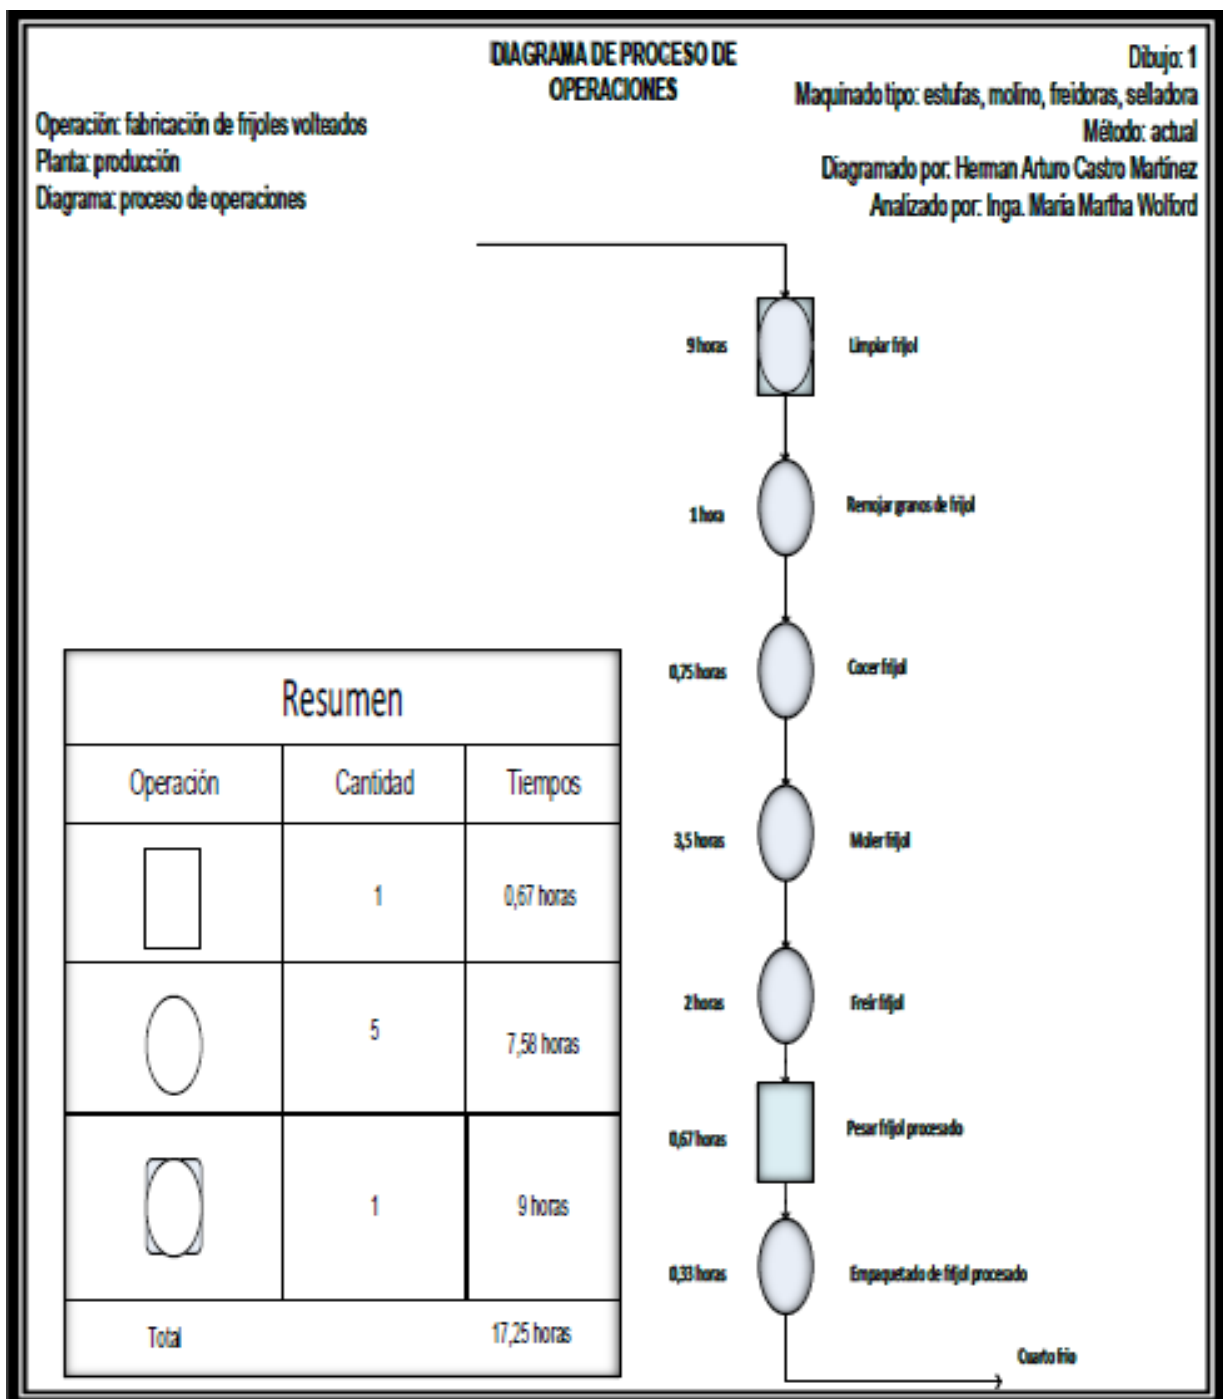 DIAGRAMA DE PROCESO DE
OPERACIONES
Dibujo: 1
Maquinado tipo: estufas, molino, freidoras, selladora
Método: actual
Diagramado por: Herman Arturo Castro Martínez
Analizado por: Inga. María Martha Wolford
Operación: fabricación de frijoles volteados
Planta: producción
Diagrama: proceso de operaciones
9 horas
Limpiar frijol
1 hora
Remojar granos de frijol
0,75 horas
Cocer frijol
3,5 horas
Moler frijol
2 horas
Freír frijol
0,67 horas
Pesar frijol procesado
0,33 horas
Empaquetado de frijol procesado
Cuarto frío
Resumen
Operación Cantidad Tiempos
1 0,67 horas
5 7,58 horas
1 9 horas
Total 17,25 horas